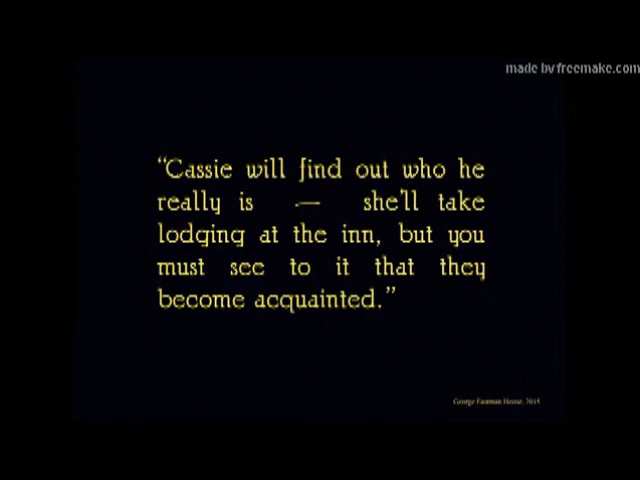 made by freemake.com
“Cassie will find out who he
really is — she'll take
lodging at the inn, but you
must see to it that they
become acquainted.”
George Eastman House, 2015